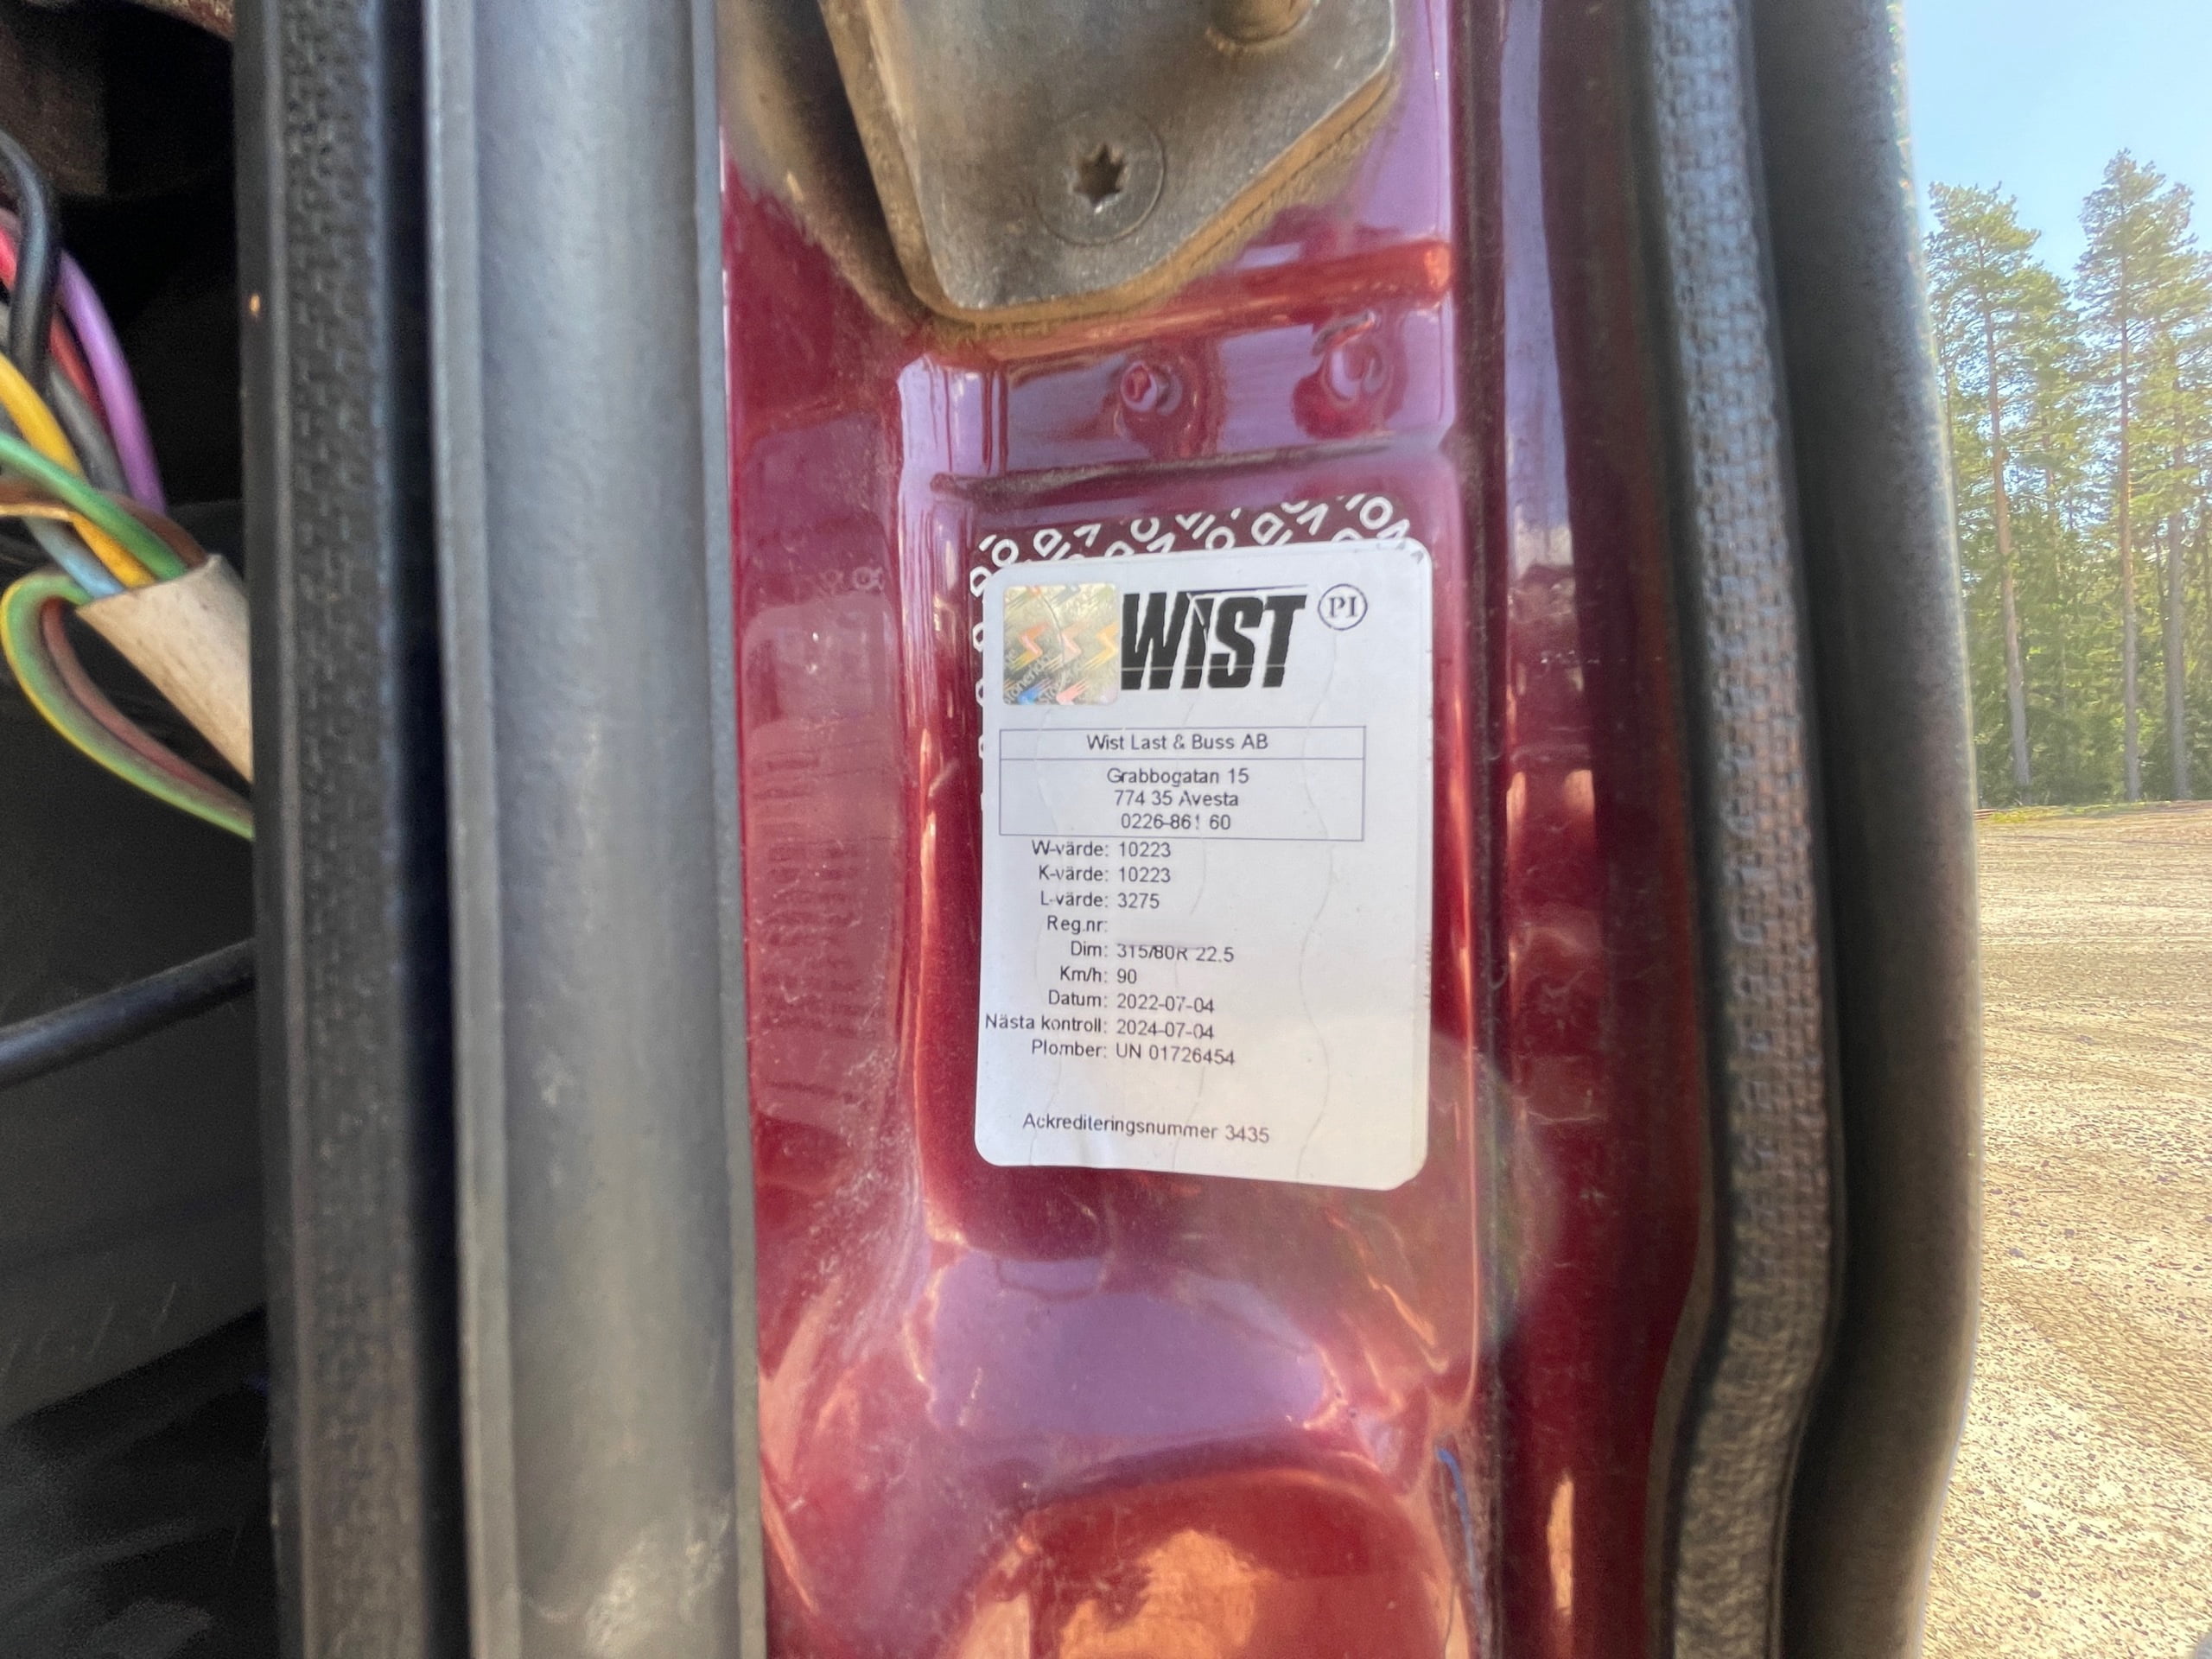 WIST PI
Wist Last & Buss AB
Grabbogatan 15
774 35 Avesta
0226-861 60
W-värde: 10223
K-värde: 10223
L-värde: 3275
Reg.nr:
Dim: 315/80R 22.5
Km/h: 90
Datum: 2022-07-04
Nästa kontroll: 2024-07-04
Plomber: UN 01726454
Ackrediteringsnummer 3435